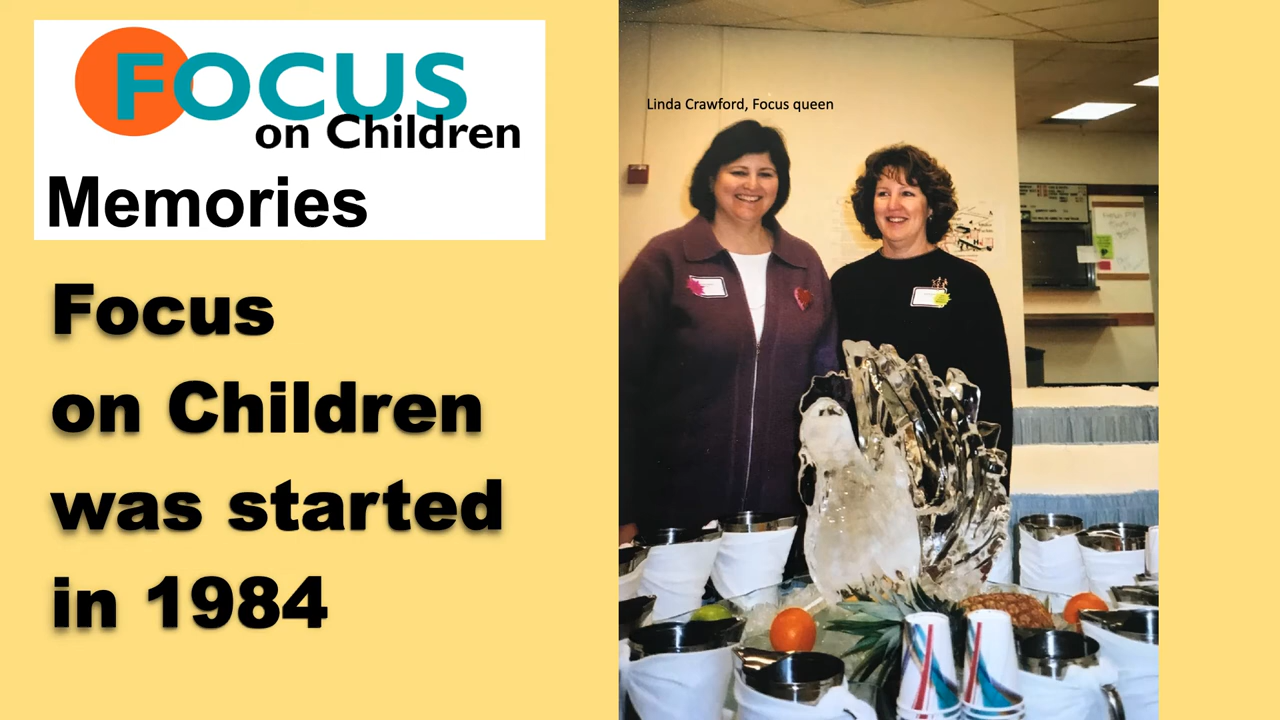 FOCUS
on Children
Memories
Focus
on Children
was started
in 1984
Linda Crawford, Focus queen